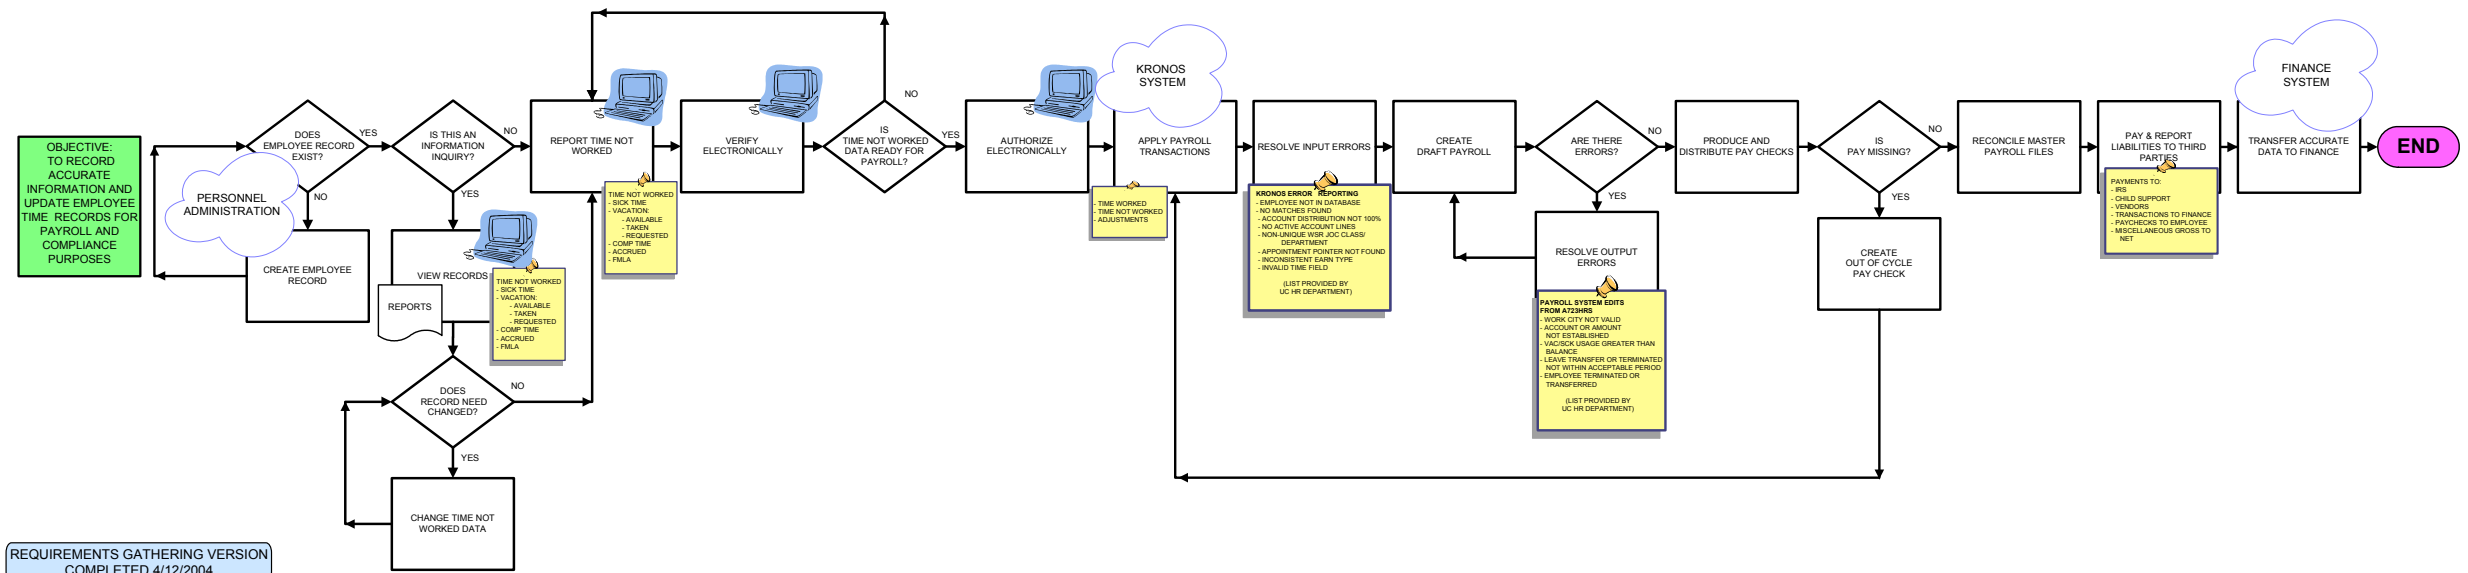 OBJECTIVE:
TO RECORD
ACCURATE
INFORMATION AND
UPDATE EMPLOYEE
TIME RECORDS FOR
PAYROLL AND
COMPLIANCE
PURPOSES
DOES
EMPLOYEE RECORD
EXIST?
YES
NO
PERSONNEL
ADMINISTRATION
CREATE EMPLOYEE
RECORD
IS THIS AN
INFORMATION
INQUIRY?
NO
YES
VIEW RECORDS
REPORTS
TIME NOT WORKED
- SICK TIME
- VACATION:
- AVAILABLE
- TAKEN
- REQUESTED
- COMP TIME
- ACCRUED
- FMLA
DOES
RECORD NEED
CHANGED?
NO
YES
CHANGE TIME NOT
WORKED DATA
REPORT TIME NOT
WORKED
TIME NOT WORKED
- SICK TIME
- VACATION:
- AVAILABLE
- TAKEN
- REQUESTED
- COMP TIME
- ACCRUED
- FMLA
VERIFY
ELECTRONICALLY
IS
TIME NOT WORKED
DATA READY FOR
PAYROLL?
NO
YES
AUTHORIZE
ELECTRONICALLY
KRONOS
SYSTEM
APPLY PAYROLL
TRANSACTIONS
- TIME WORKED
- TIME NOT WORKED
- ADJUSTMENTS
RESOLVE INPUT ERRORS
KRONOS ERROR REPORTING
- EMPLOYEE NOT IN DATABASE
- NO MATCHES FOUND
- ACCOUNT DISTRIBUTION NOT 100%
- NO ACTIVE ACCOUNT LINES
- NON-UNIQUE WSR JOC CLASS/
DEPARTMENT
- APPOINTMENT POINTER NOT FOUND
- INCONSISTENT EARN TYPE
- INVALID TIME FIELD
(LIST PROVIDED BY
UC HR DEPARTMENT)
CREATE
DRAFT PAYROLL
ARE THERE
ERRORS?
NO
YES
RESOLVE OUTPUT
ERRORS
PAYROLL SYSTEM EDITS
FROM A723HRS
- WORK CITY NOT VALID
- ACCOUNT OR AMOUNT
NOT ESTABLISHED
- VAC/SCK USAGE GREATER THAN
BALANCE
- LEAVE TRANSFER OR TERMINATED
NOT WITHIN ACCEPTABLE PERIOD
- EMPLOYEE TERMINATED OR
TRANSFERRED
(LIST PROVIDED BY
UC HR DEPARTMENT)
PRODUCE AND
DISTRIBUTE PAY CHECKS
IS
PAY MISSING?
NO
YES
CREATE
OUT OF CYCLE
PAY CHECK
RECONCILE MASTER
PAYROLL FILES
PAY & REPORT
LIABILITIES TO THIRD
PARTIES
PAYMENTS TO:
- IRS
- CHILD SUPPORT
- VENDORS
- TRANSACTIONS TO FINANCE
- PAYCHECKS TO EMPLOYEE
- MISCELLANEOUS GROSS TO
NET
FINANCE
SYSTEM
TRANSFER ACCURATE
DATA TO FINANCE
END
REQUIREMENTS GATHERING VERSION
COMPLETED 4/12/2004